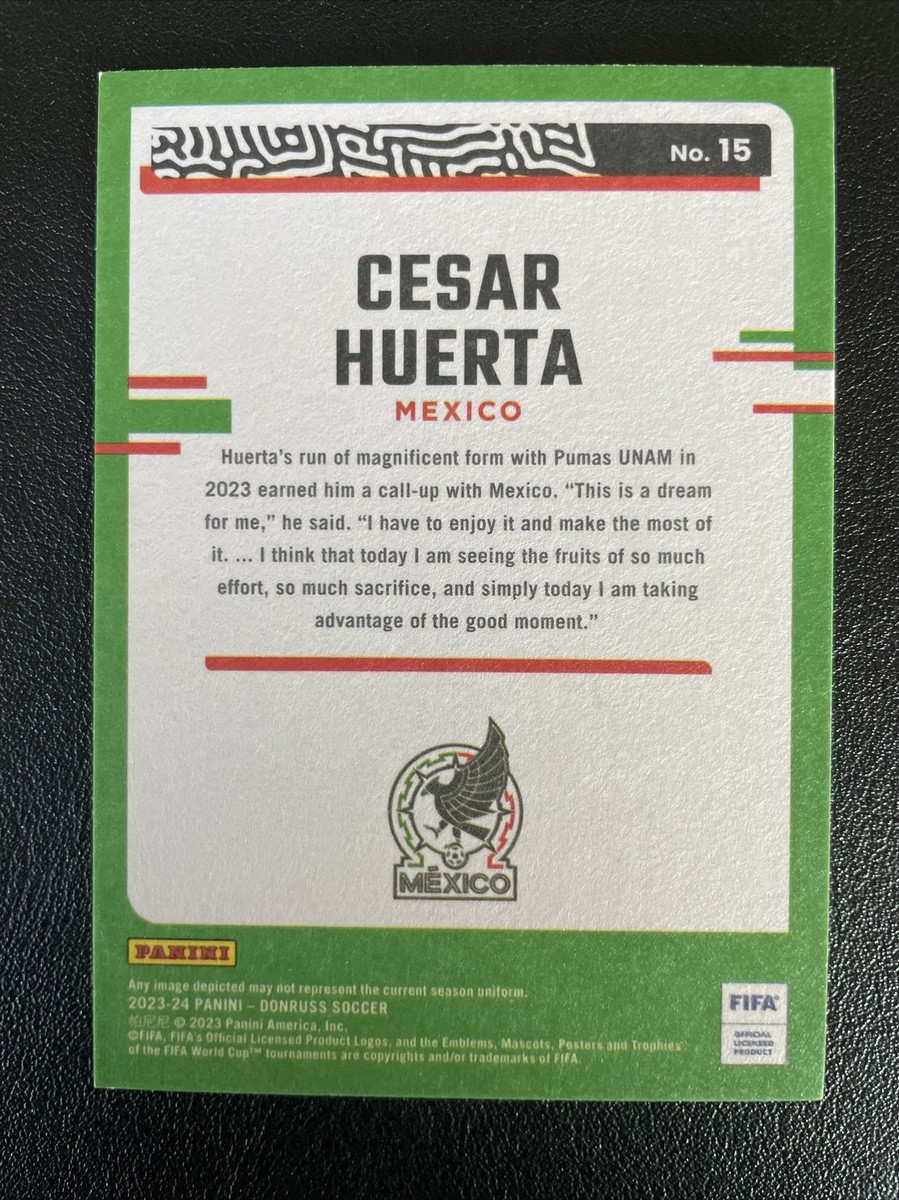 No. 15
CESAR
HUERTA
MEXICO
Huerta's run of magnificent form with Pumas UNAM in
2023 earned him a call-up with Mexico. “This is a dream
for me,” he said. “I have to enjoy it and make the most of
it. ... I think that today I am seeing the fruits of so much
effort, so much sacrifice, and simply today I am taking
advantage of the good moment.”
MÉXICO
PANINI
Any image depicted may not represent the current season uniform.
2023-24 PANINI – DONRUSS SOCCER
帕尼尼 © 2023 Panini America, Inc.
©FIFA, FIFA's Official Licensed Product Logos, and the Emblems, Mascots, Posters and Trophies
of the FIFA World Cup™ tournaments are copyrights and/or trademarks of FIFA.
FIFA®
OFFICIAL
LICENSED
PRODUCT